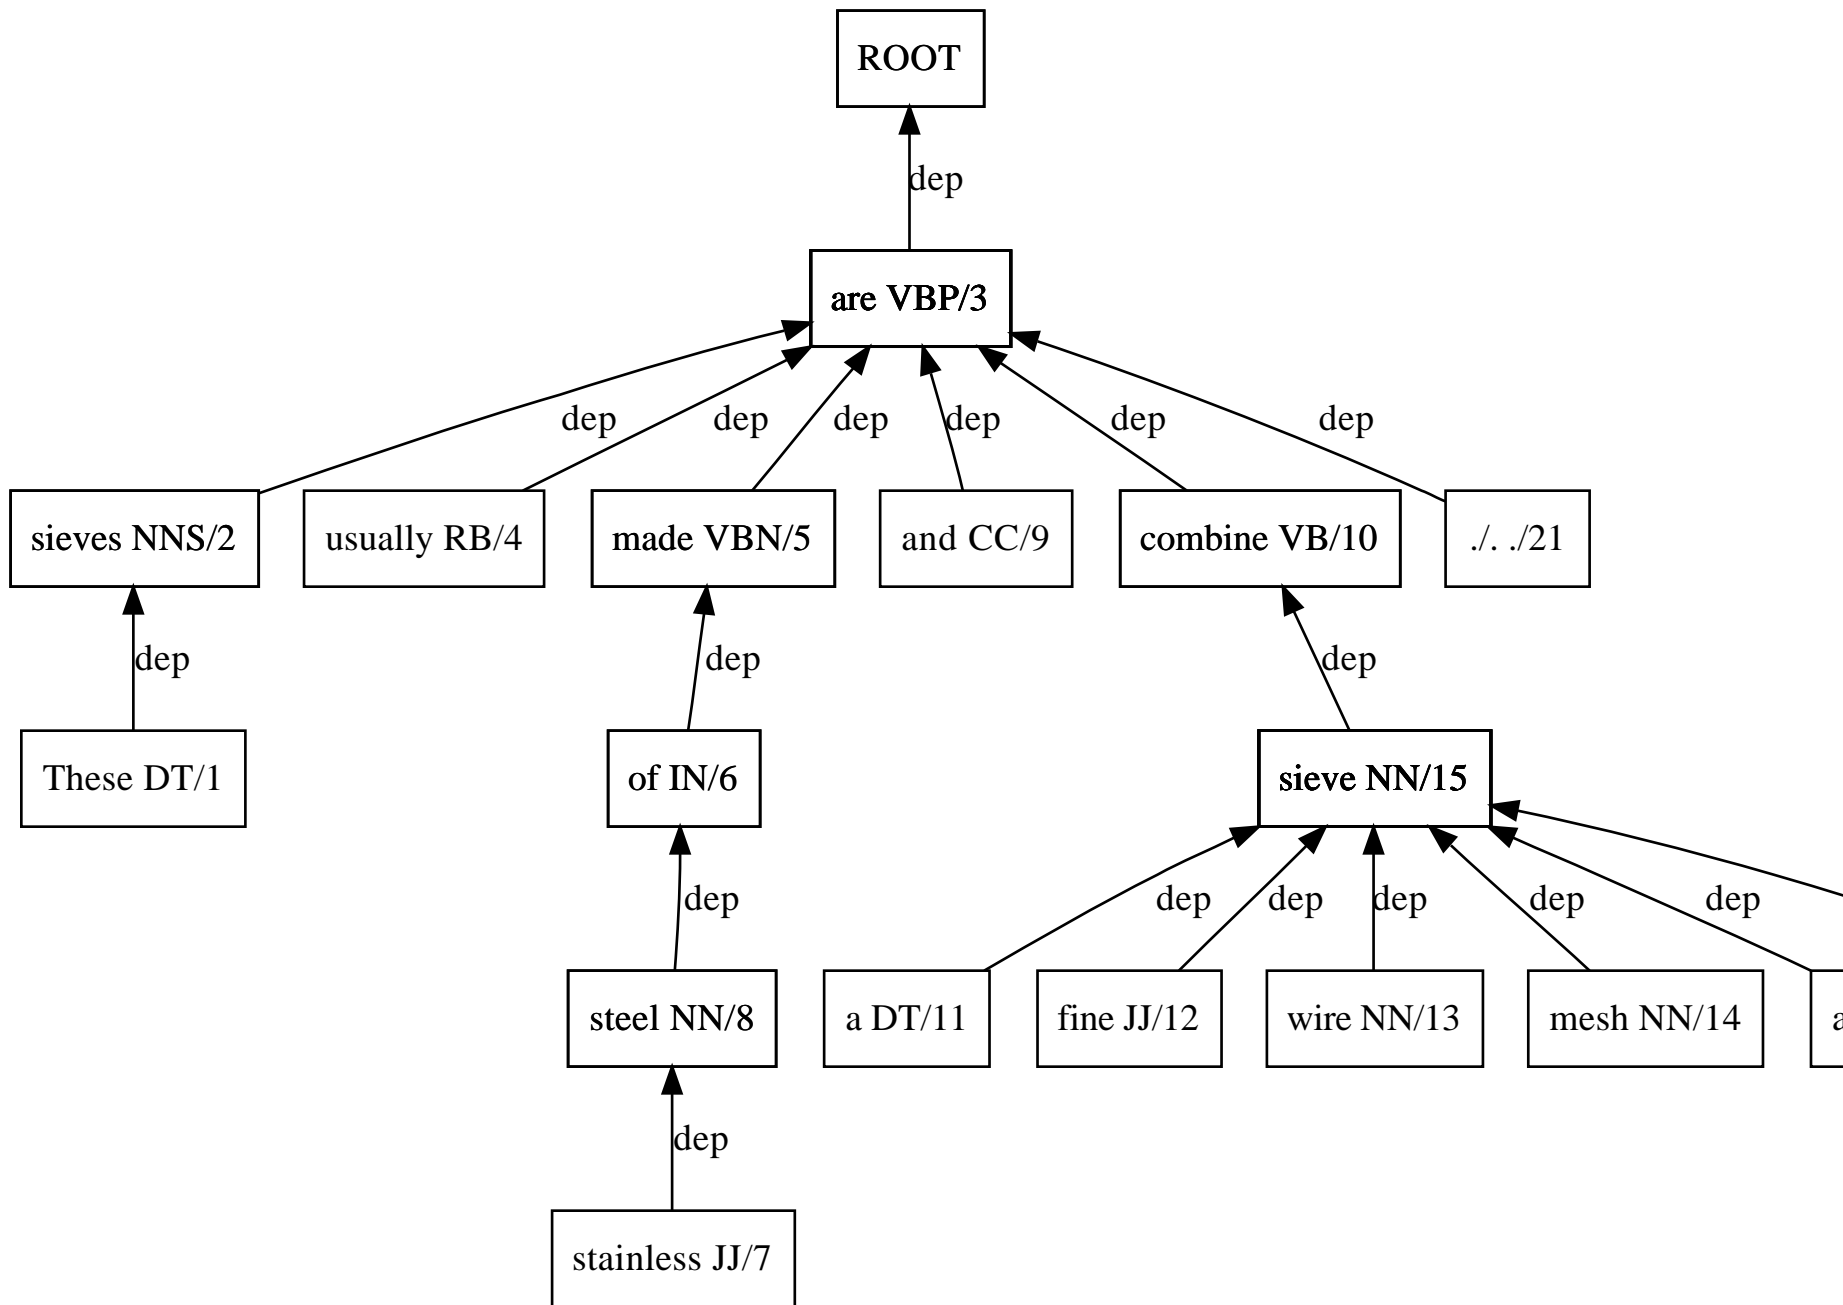 ROOT
dep
are VBP/3
dep dep dep dep dep dep
sieves NNS/2 usually RB/4 made VBN/5 and CC/9 combine VB/10 ./. ./21
dep dep dep
These DT/1 of IN/6 sieve NN/15
dep dep dep dep dep dep
a DT/11 fine JJ/12 wire NN/13 mesh NN/14
steel NN/8
dep
stainless JJ/7